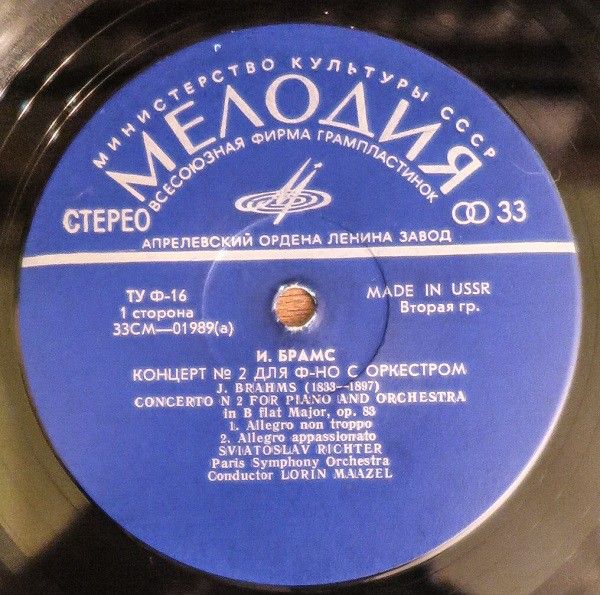 МИНИСТЕРСТВО КУЛЬТУРЫ СССР
МЕЛОДИЯ
ВСЕСОЮЗНАЯ ФИРМА ГРАМПЛАСТИНОК
СТЕРЕО 33
АПРЕЛЕВСКИЙ ОРДЕНА ЛЕНИНА ЗАВОД
ТУ Ф-16
1 сторона
33СМ—01989(а)
MADE IN USSR
Вторая гр.
И. БРАМС
КОНЦЕРТ № 2 ДЛЯ Ф-НО С ОРКЕСТРОМ
J. BRAHMS (1833—1897)
CONCERTO N 2 FOR PIANO AND ORCHESTRA
in B flat Major, op. 83
1. Allegro non troppo
2. Allegro appassionato
SVIATOSLAV RICHTER
Paris Symphony Orchestra
Conductor LORIN MAAZEL